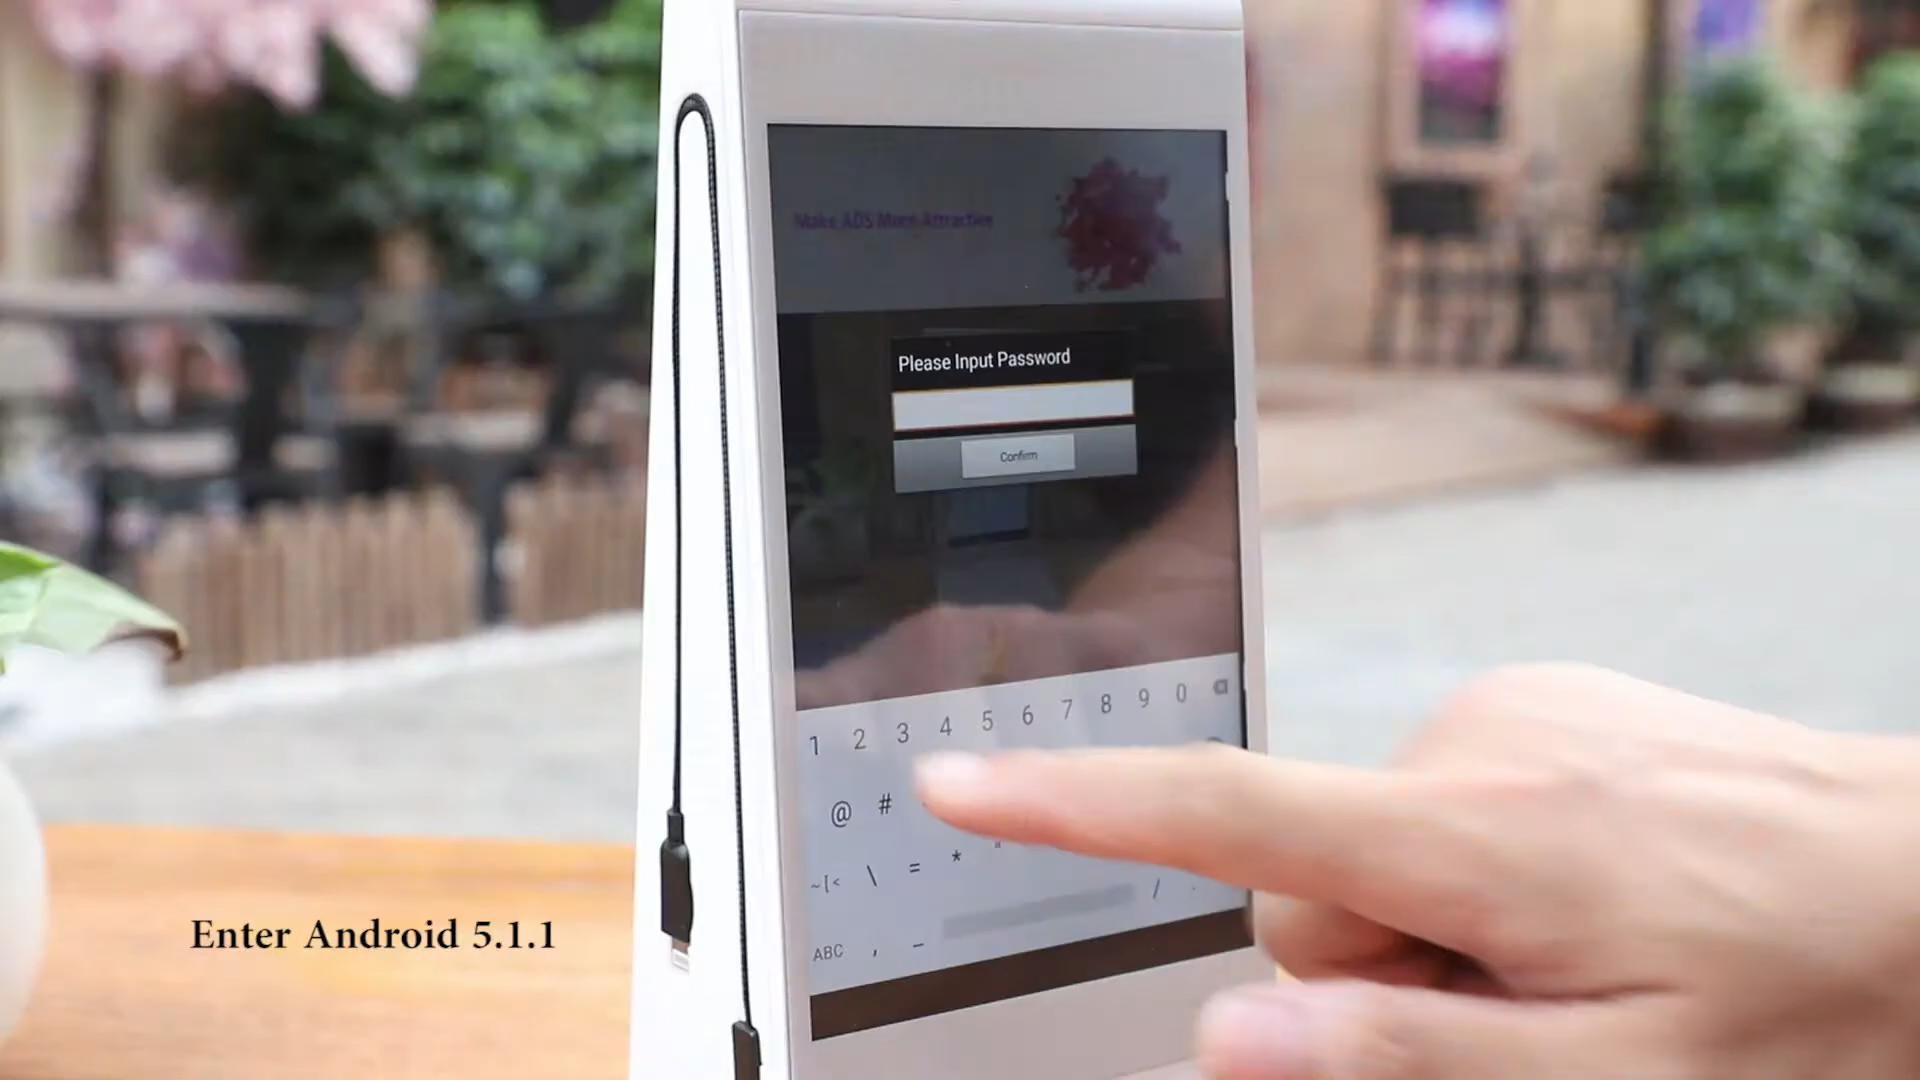 Make ADS More Attractive
Please Input Password
Confirm
1 2 3 4 5 6 7 8 9 0
@ #
~[< \ = * " /
ABC , _ .
Enter Android 5.1.1